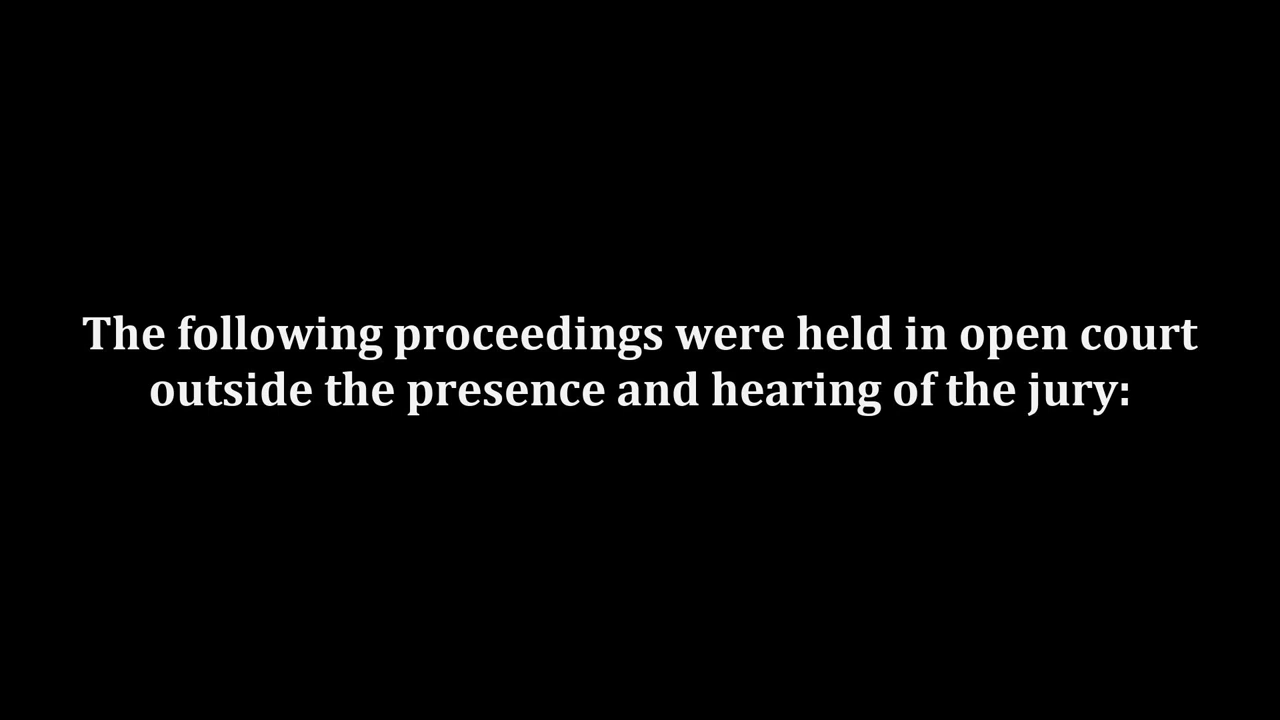 The following proceedings were held in open court
outside the presence and hearing of the jury: